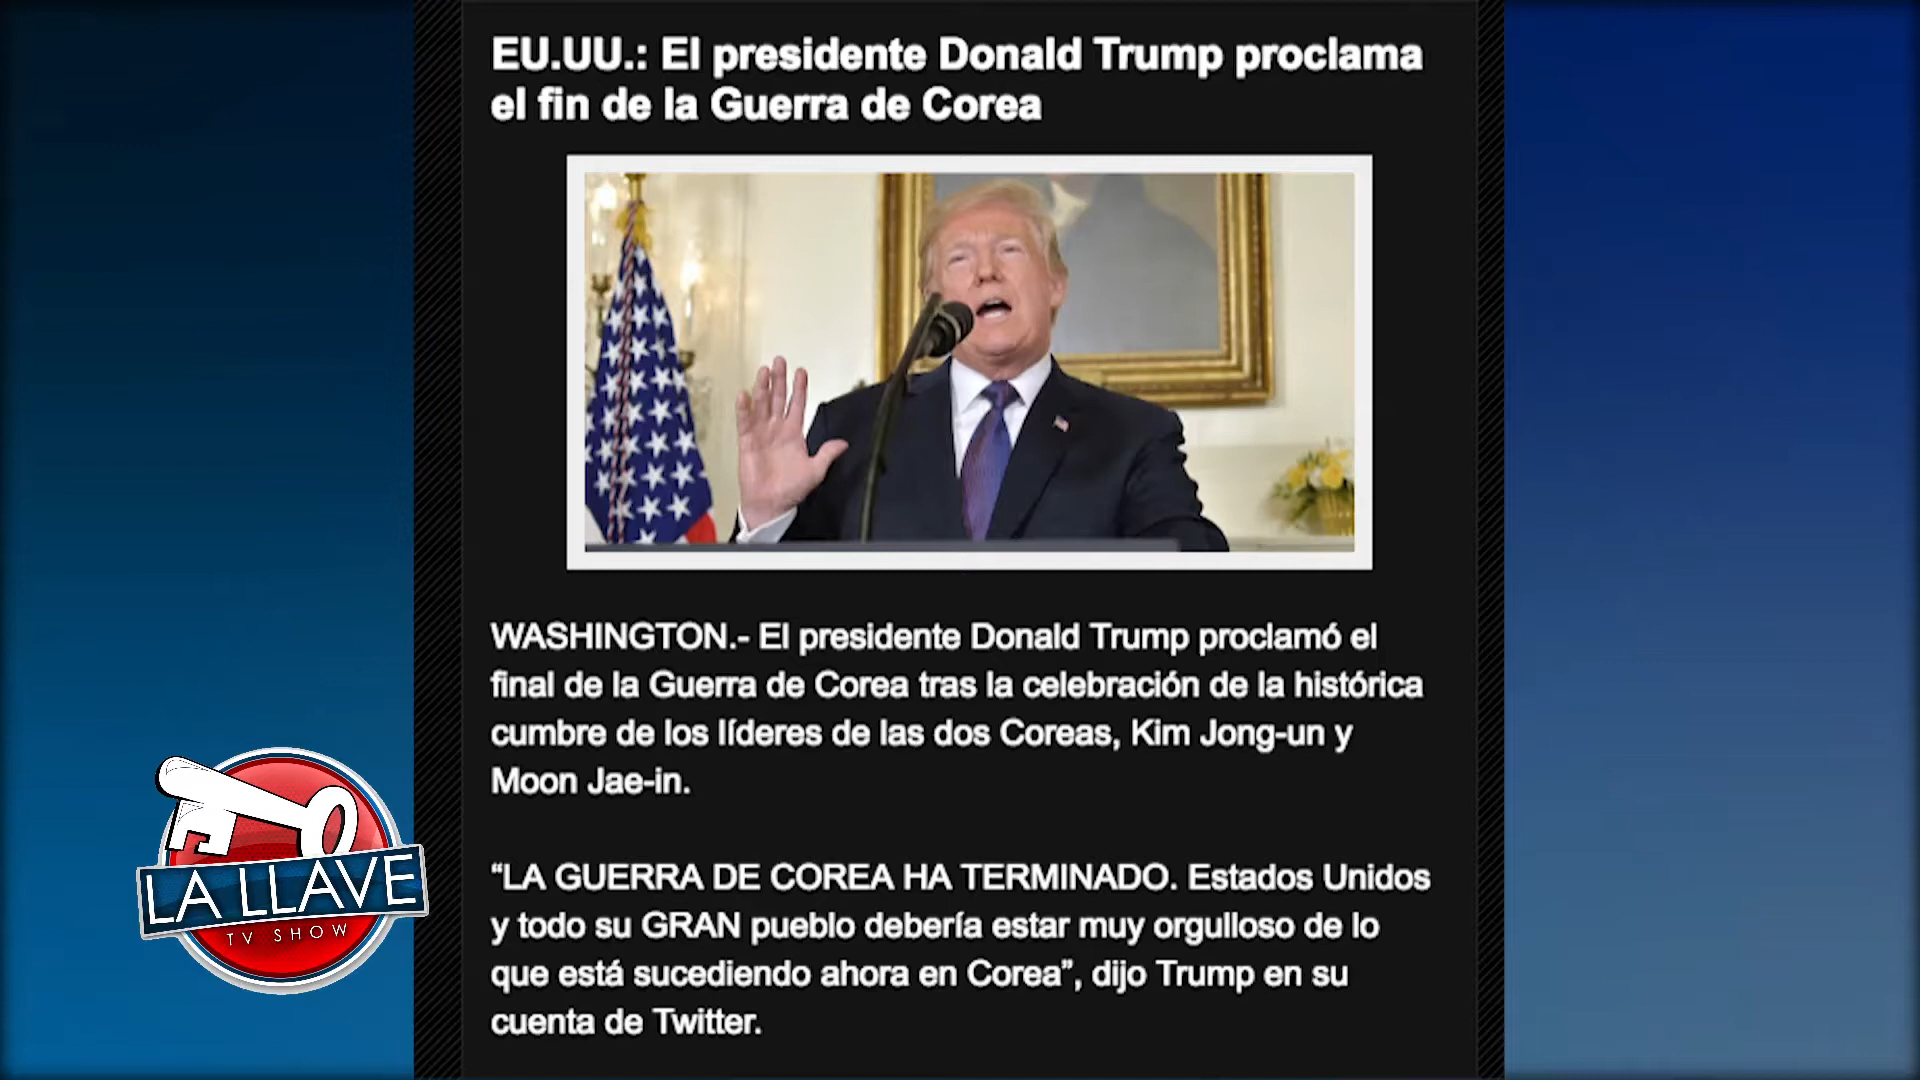 EU.UU.: El presidente Donald Trump proclama
el fin de la Guerra de Corea
WASHINGTON.- El presidente Donald Trump proclamó el
final de la Guerra de Corea tras la celebración de la histórica
cumbre de los líderes de las dos Coreas, Kim Jong-un y
Moon Jae-in.
“LA GUERRA DE COREA HA TERMINADO. Estados Unidos
y todo su GRAN pueblo debería estar muy orgulloso de lo
que está sucediendo ahora en Corea”, dijo Trump en su
cuenta de Twitter.
LA LLAVE
TV SHOW